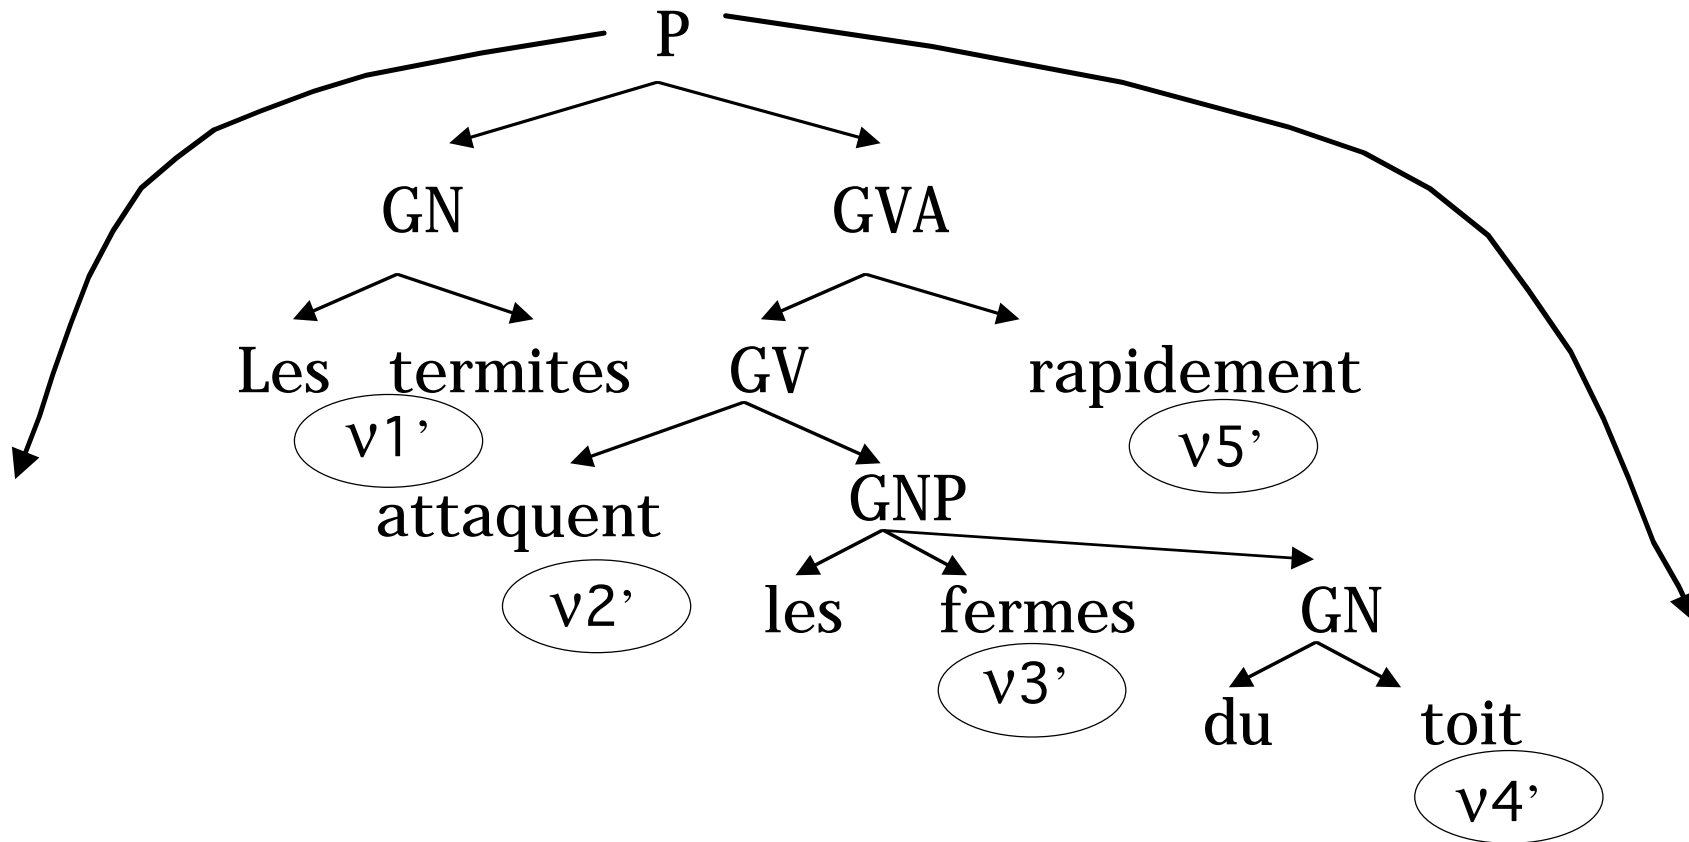 P
GN GVA
Les termites GV rapidement
ν1’ ν5’
attaquent GNP
ν2’ les fermes GN
ν3’
du toit
ν4’